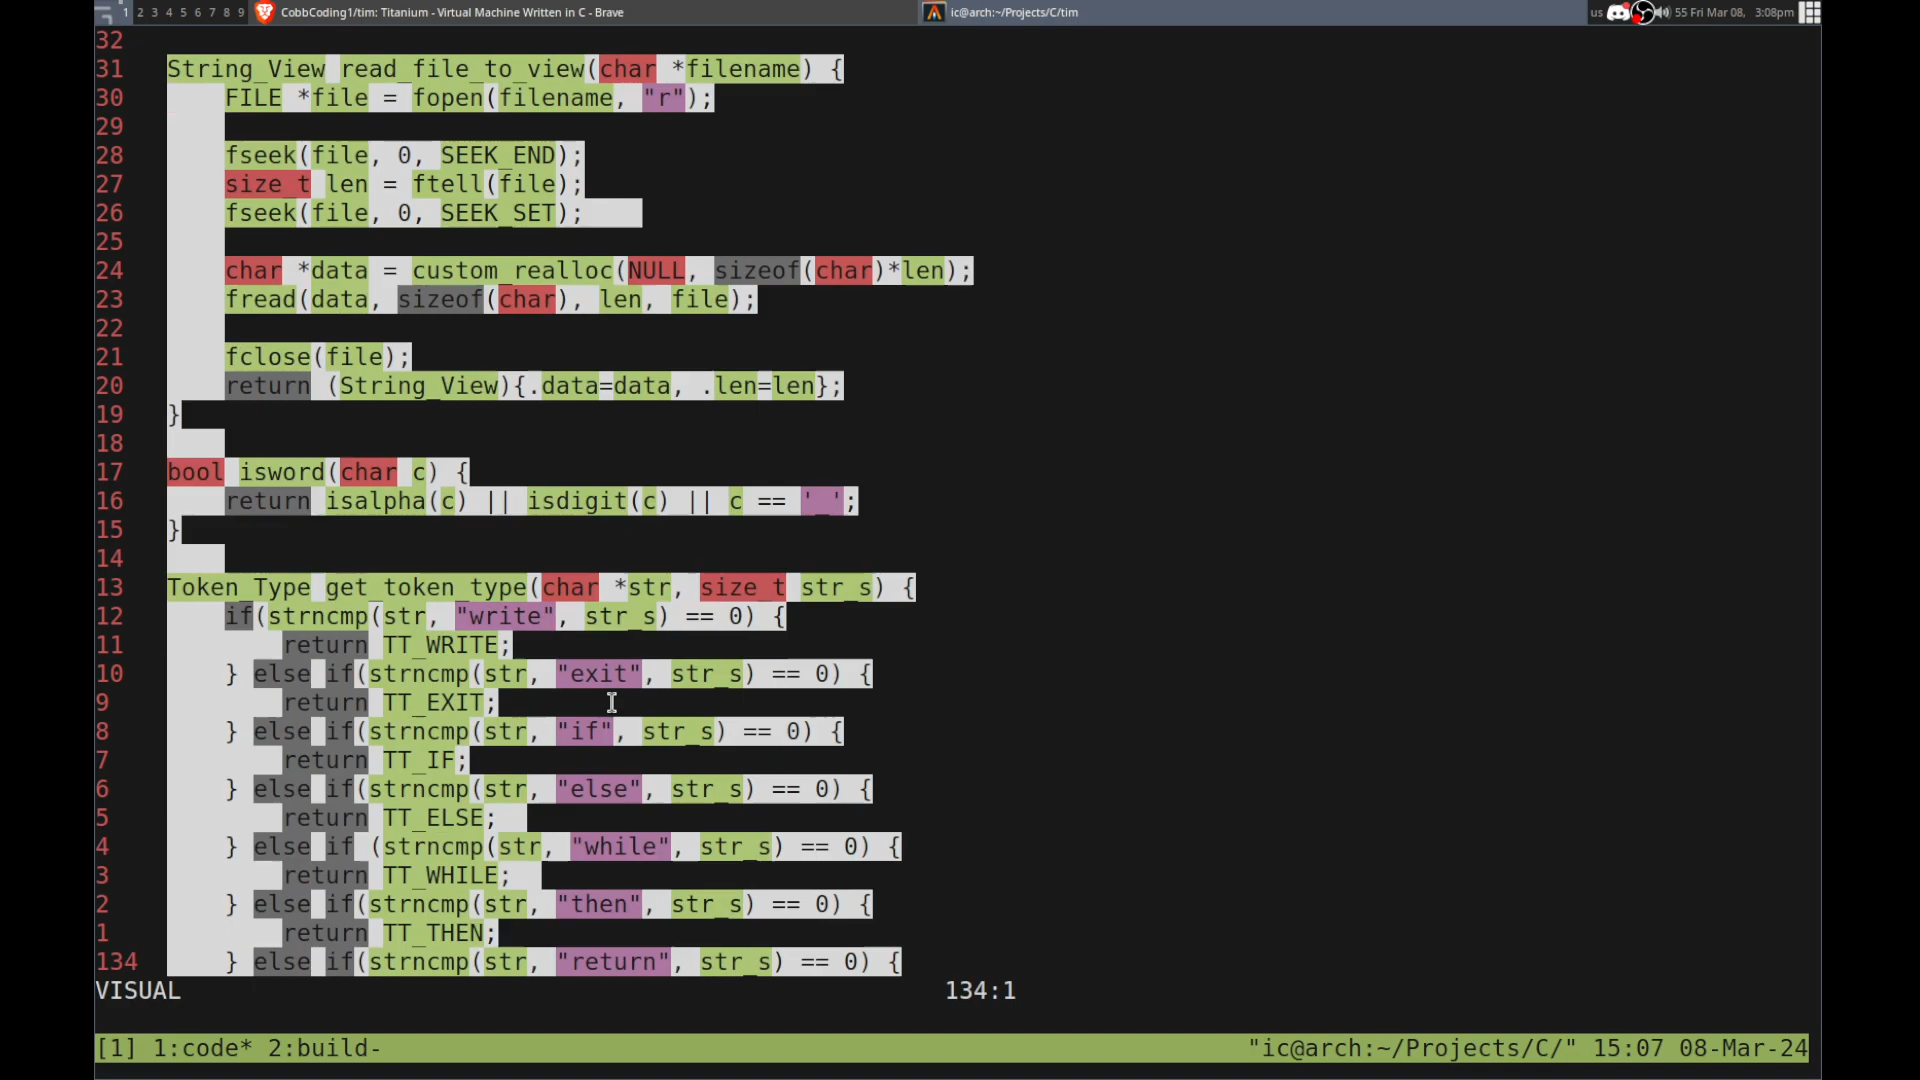 1 2 3 4 5 6 7 8 9 CobbCoding1/tim: Titanium - Virtual Machine Written in C - Brave ic@arch:~/Projects/C/tim us 55 Fri Mar 08, 3:08pm
32
31 String_View read_file_to_view(char *filename) {
30 FILE *file = fopen(filename, "r");
29
28 fseek(file, 0, SEEK_END);
27 size_t len = ftell(file);
26 fseek(file, 0, SEEK_SET);
25
24 char *data = custom_realloc(NULL, sizeof(char)*len);
23 fread(data, sizeof(char), len, file);
22
21 fclose(file);
20 return (String_View){.data=data, .len=len};
19 }
18
17 bool isword(char c) {
16 return isalpha(c) || isdigit(c) || c == '_';
15 }
14
13 Token_Type get_token_type(char *str, size_t str_s) {
12 if(strncmp(str, "write", str_s) == 0) {
11 return TT_WRITE;
10 } else if(strncmp(str, "exit", str_s) == 0) {
9 return TT_EXIT;
8 } else if(strncmp(str, "if", str_s) == 0) {
7 return TT_IF;
6 } else if(strncmp(str, "else", str_s) == 0) {
5 return TT_ELSE;
4 } else if (strncmp(str, "while", str_s) == 0) {
3 return TT_WHILE;
2 } else if(strncmp(str, "then", str_s) == 0) {
1 return TT_THEN;
134 } else if(strncmp(str, "return", str_s) == 0) {
VISUAL 134:1
[1] 1:code* 2:build- "ic@arch:~/Projects/C/" 15:07 08-Mar-24